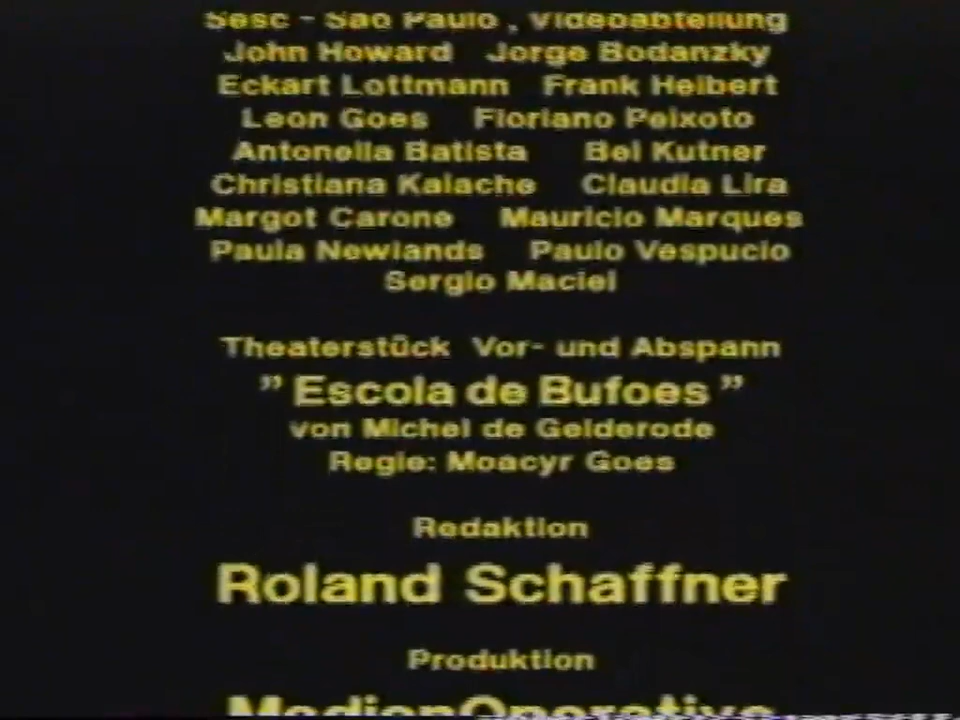 Sesc - Sao Paulo , Videoabteilung
John Howard Jorge Bodanzky
Eckart Lottmann Frank Heibert
Leon Goes Floriano Peixoto
Antonella Batista Bel Kutner
Christiana Kalache Claudia Lira
Margot Carone Mauricio Marques
Paula Newlands Paulo Vespucio
Sergio Maciel
Theaterstück Vor- und Abspann
" Escola de Bufoes "
von Michel de Gelderode
Regie: Moacyr Goes
Redaktion
Roland Schaffner
Produktion
MedienOperative